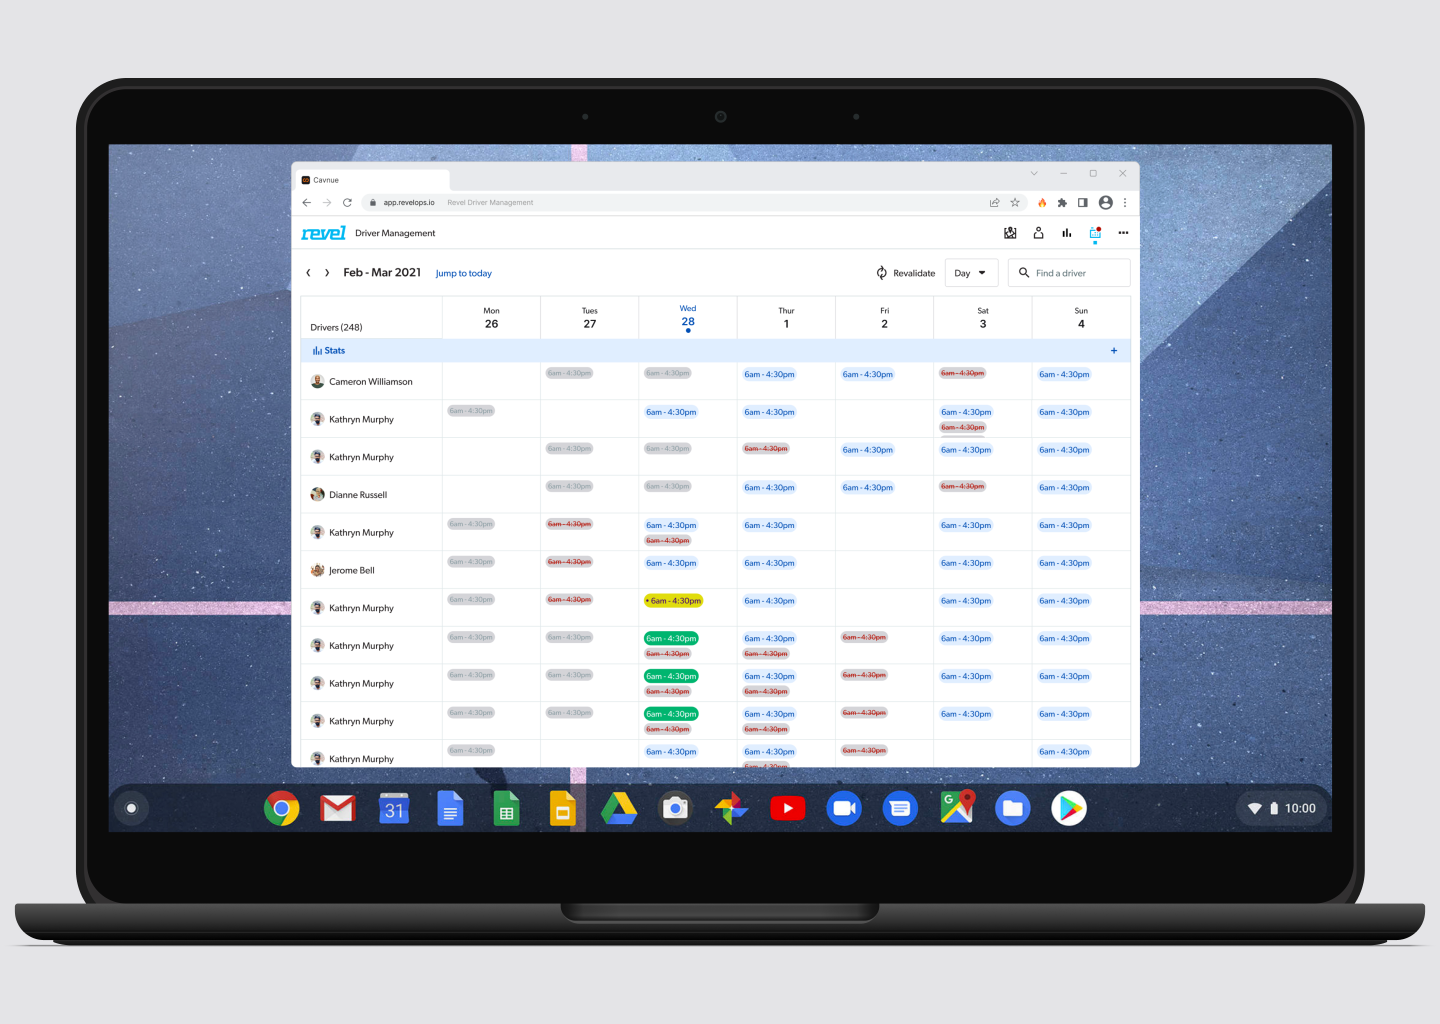 Cavnue
app.revelops.io Revel Driver Management
revel Driver Management
Feb - Mar 2021 Jump to today Revalidate Day Find a driver
Drivers (248) Mon 26 Tues 27 Wed 28 Thur 1 Fri 2 Sat 3 Sun 4
Stats +
Cameron Williamson 6am - 4:30pm 6am - 4:30pm 6am - 4:30pm 6am - 4:30pm 6am - 4:30pm 6am - 4:30pm
Kathryn Murphy 6am - 4:30pm 6am - 4:30pm 6am - 4:30pm 6am - 4:30pm 6am - 4:30pm
6am - 4:30pm
Kathryn Murphy 6am - 4:30pm 6am - 4:30pm 6am - 4:30pm 6am - 4:30pm 6am - 4:30pm 6am - 4:30pm
Dianne Russell 6am - 4:30pm 6am - 4:30pm 6am - 4:30pm 6am - 4:30pm 6am - 4:30pm 6am - 4:30pm
Kathryn Murphy 6am - 4:30pm 6am - 4:30pm 6am - 4:30pm 6am - 4:30pm 6am - 4:30pm 6am - 4:30pm
6am - 4:30pm
Jerome Bell 6am - 4:30pm 6am - 4:30pm 6am - 4:30pm 6am - 4:30pm 6am - 4:30pm 6am - 4:30pm
Kathryn Murphy 6am - 4:30pm 6am - 4:30pm • 6am - 4:30pm 6am - 4:30pm 6am - 4:30pm 6am - 4:30pm
Kathryn Murphy 6am - 4:30pm 6am - 4:30pm 6am - 4:30pm 6am - 4:30pm 6am - 4:30pm 6am - 4:30pm 6am - 4:30pm
6am - 4:30pm 6am - 4:30pm
Kathryn Murphy 6am - 4:30pm 6am - 4:30pm 6am - 4:30pm 6am - 4:30pm 6am - 4:30pm 6am - 4:30pm 6am - 4:30pm
6am - 4:30pm 6am - 4:30pm
Kathryn Murphy 6am - 4:30pm 6am - 4:30pm 6am - 4:30pm 6am - 4:30pm 6am - 4:30pm 6am - 4:30pm 6am - 4:30pm
6am - 4:30pm 6am - 4:30pm
Kathryn Murphy 6am - 4:30pm 6am - 4:30pm 6am - 4:30pm 6am - 4:30pm 6am - 4:30pm
6am - 4:30pm
31 G 10:00